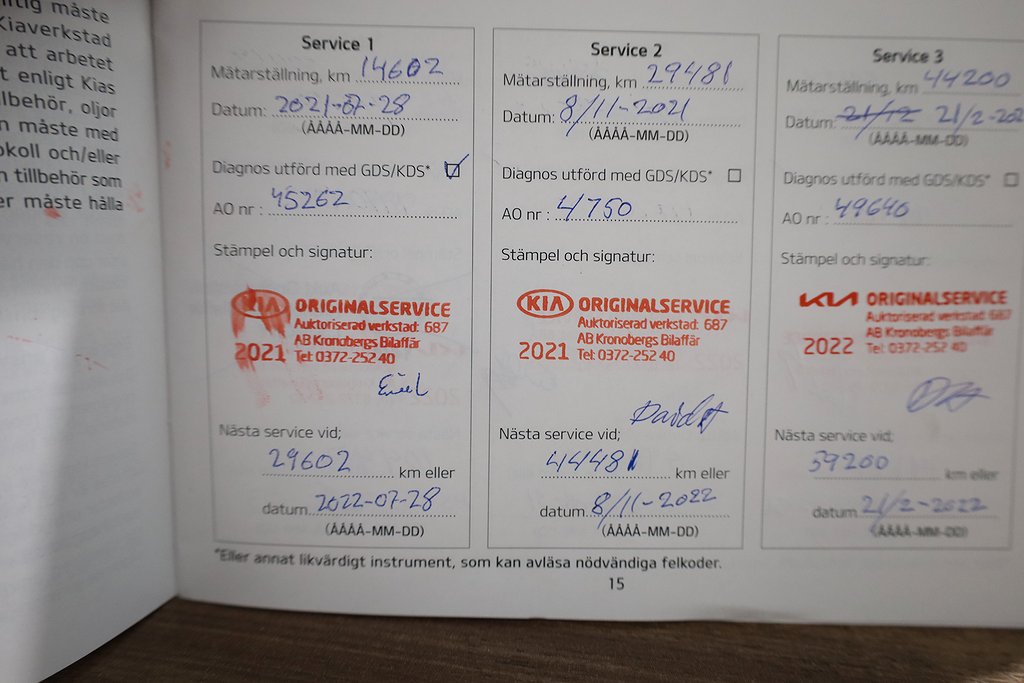 måste
Kiaverkstad
att arbetet
t enligt Kias
lbehör, oljor
n måste med
okoll och/eller
n tillbehör som
er måste hålla
Service 1
Mätarställning, km 14602
Datum: 2021-07-28
(ÅÅÅÅ-MM-DD)
Diagnos utförd med GDS/KDS*
AO nr : 45262
Stämpel och signatur:
KIA ORIGINALSERVICE
Auktoriserad verkstad: 687
AB Kronobergs Bilaffär
2021 Tel: 0372-252 40
Nästa service vid;
29602 km eller
datum. 2022-07-28
(ÅÅÅÅ-MM-DD)
Service 2
Mätarställning, km 29481
Datum: 8/11-2021
(ÅÅÅÅ-MM-DD)
Diagnos utförd med GDS/KDS*
AO nr : 4750
Stämpel och signatur:
KIA ORIGINALSERVICE
Auktoriserad verkstad: 687
AB Kronobergs Bilaffär
2021 Tel: 0372-252 40
Nästa service vid;
44481 km eller
datum. 8/11-2022
(ÅÅÅÅ-MM-DD)
Service 3
Mätarställning, km 44200
Datum: 21/12 21/2-202
(ÅÅÅÅ-MM-DD)
Diagnos utförd med GDS/KDS*
AO nr : 49640
Stämpel och signatur:
KIA ORIGINALSERVICE
Auktoriserad verkstad: 687
AB Kronobergs Bilaffär
2022 Tel: 0372-252 40
Nästa service vid;
59200 km eller
datum. 21/2-2022
(ÅÅÅÅ-MM-DD)
*Eller annat likvärdigt instrument, som kan avläsa nödvändiga felkoder.
15